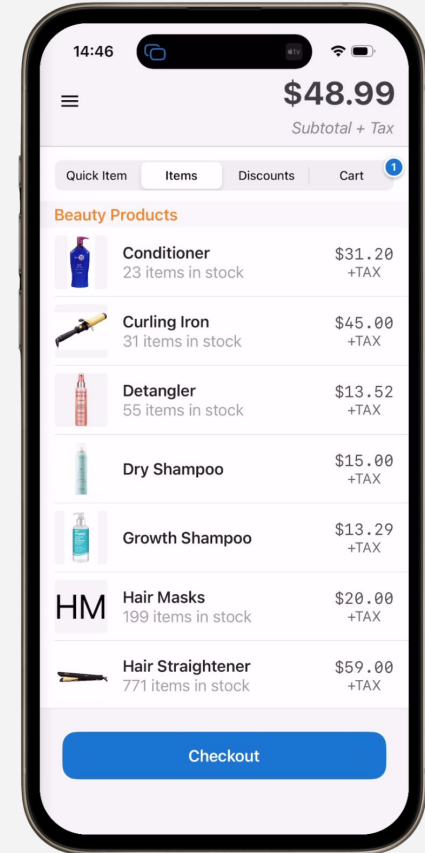 14:46
tv
$48.99
Subtotal + Tax
Quick Item Items Discounts Cart 1
Beauty Products
Conditioner $31.20
23 items in stock +TAX
Curling Iron $45.00
31 items in stock +TAX
Detangler $13.52
55 items in stock +TAX
Dry Shampoo $15.00
+TAX
Growth Shampoo $13.29
+TAX
HM Hair Masks $20.00
199 items in stock +TAX
Hair Straightener $59.00
771 items in stock +TAX
Checkout